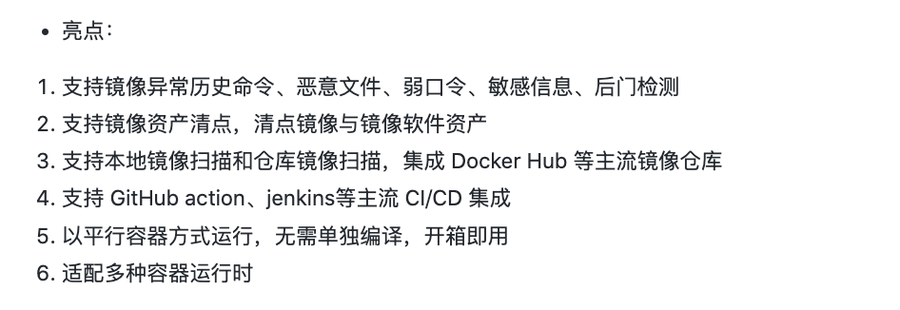 • 亮点：
1. 支持镜像异常历史命令、恶意文件、弱口令、敏感信息、后门检测
2. 支持镜像资产清点，清点镜像与镜像软件资产
3. 支持本地镜像扫描和仓库镜像扫描，集成 Docker Hub 等主流镜像仓库
4. 支持 GitHub action、jenkins等主流 CI/CD 集成
5. 以平行容器方式运行，无需单独编译，开箱即用
6. 适配多种容器运行时